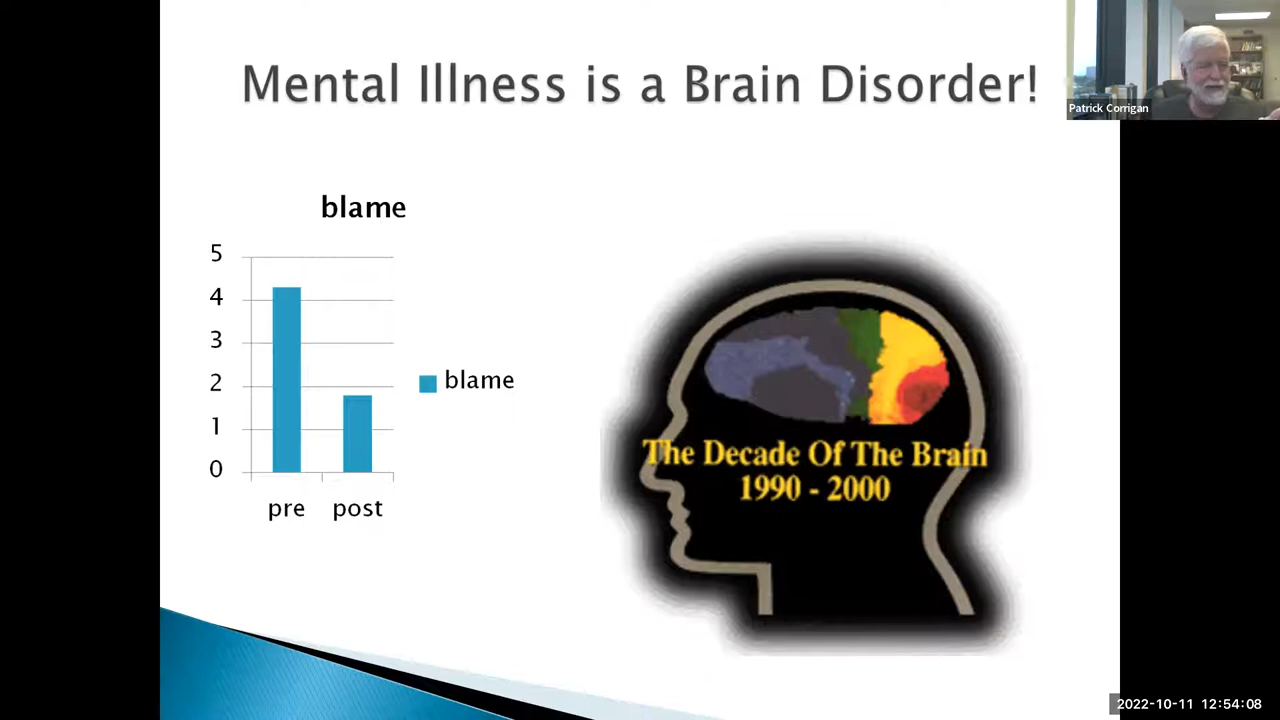 Mental Illness is a Brain Disorder!
Patrick Corrigan
blame
5
4
3
2
1
0
blame
pre post
The Decade Of The Brain
1990 - 2000
2022-10-11 12:54:08